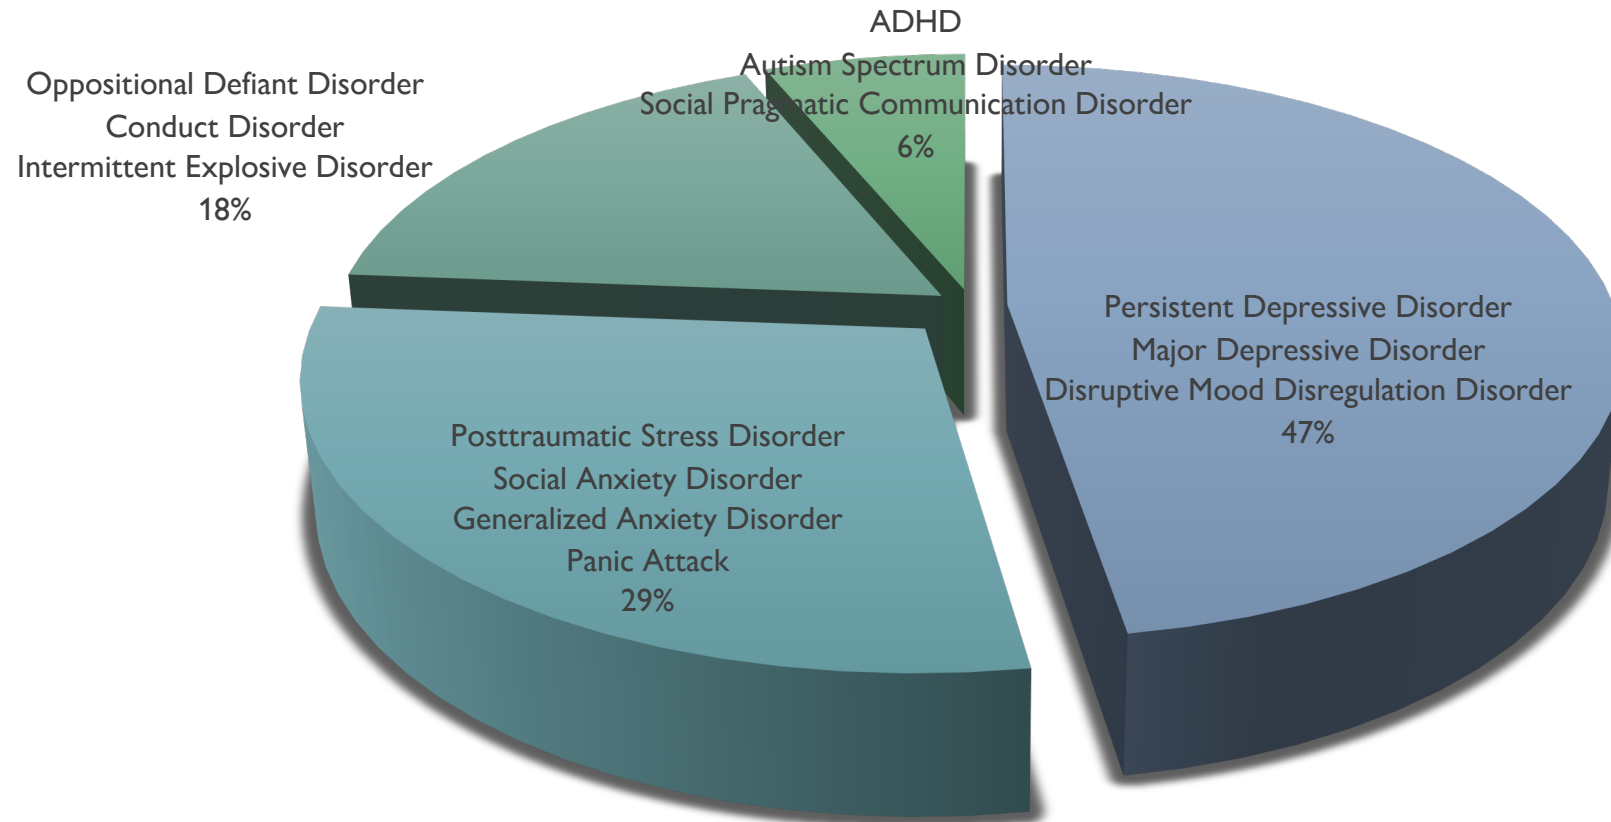 ADHD
Autism Spectrum Disorder
Social Pragmatic Communication Disorder
6%
Oppositional Defiant Disorder
Conduct Disorder
Intermittent Explosive Disorder
18%
Persistent Depressive Disorder
Major Depressive Disorder
Disruptive Mood Disregulation Disorder
47%
Posttraumatic Stress Disorder
Social Anxiety Disorder
Generalized Anxiety Disorder
Panic Attack
29%